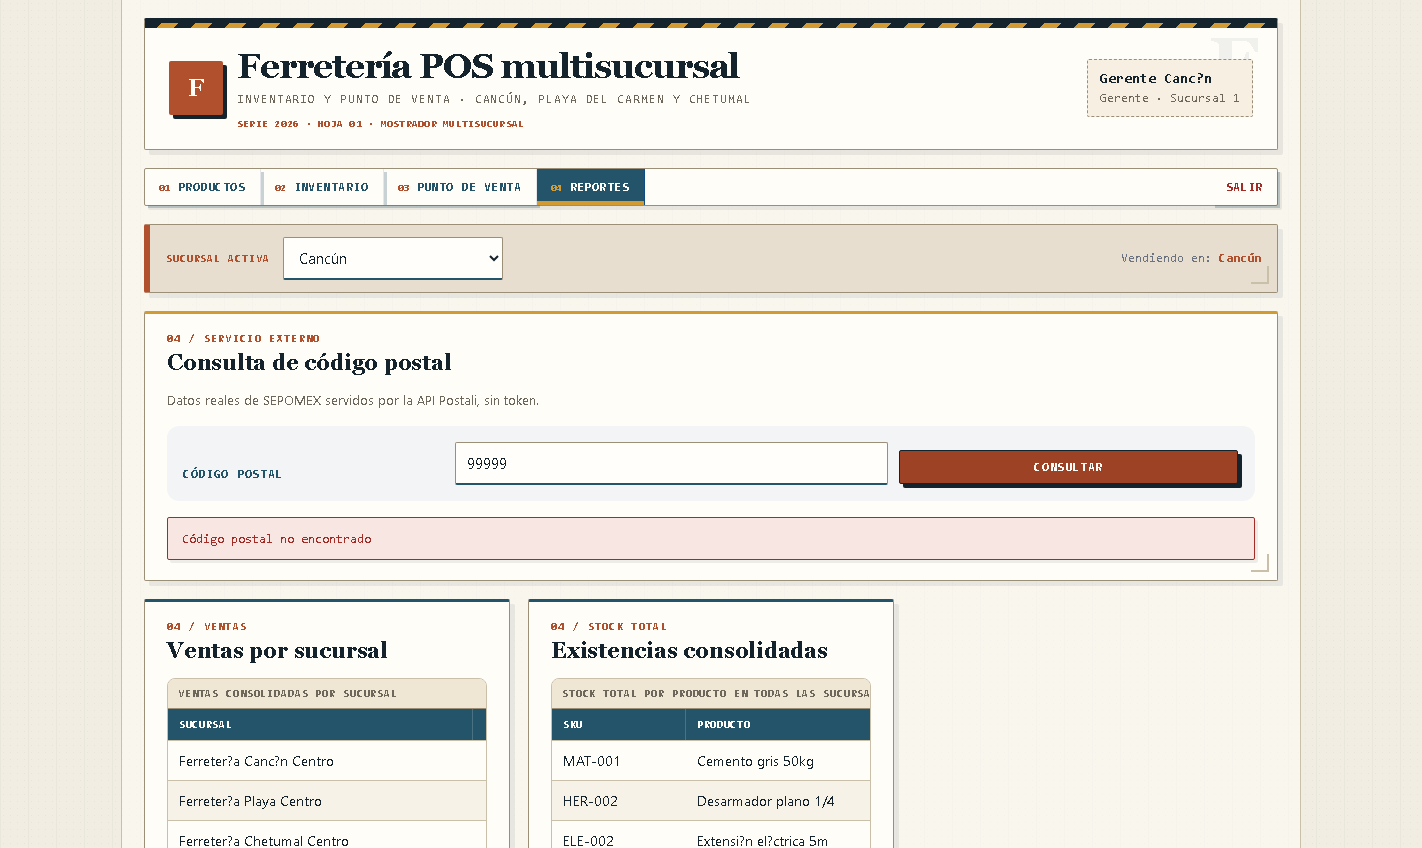 F
Ferretería POS multisucursal
INVENTARIO Y PUNTO DE VENTA · CANCÚN, PLAYA DEL CARMEN Y CHETUMAL
SERIE 2026 · HOJA 01 · MOSTRADOR MULTISUCURSAL
F
Gerente Canc?n
Gerente · Sucursal 1
01 PRODUCTOS
02 INVENTARIO
03 PUNTO DE VENTA
04 REPORTES
SALIR
SUCURSAL ACTIVA
Cancún
Vendiendo en: Cancún
04 / SERVICIO EXTERNO
Consulta de código postal
Datos reales de SEPOMEX servidos por la API Postali, sin token.
CÓDIGO POSTAL
99999
CONSULTAR
Código postal no encontrado
04 / VENTAS
Ventas por sucursal
VENTAS CONSOLIDADAS POR SUCURSAL
SUCURSAL
Ferreter?a Canc?n Centro
Ferreter?a Playa Centro
Ferreter?a Chetumal Centro
04 / STOCK TOTAL
Existencias consolidadas
STOCK TOTAL POR PRODUCTO EN TODAS LAS SUCURSA
SKU PRODUCTO
MAT-001 Cemento gris 50kg
HER-002 Desarmador plano 1/4
ELE-002 Extensi?n el?ctrica 5m